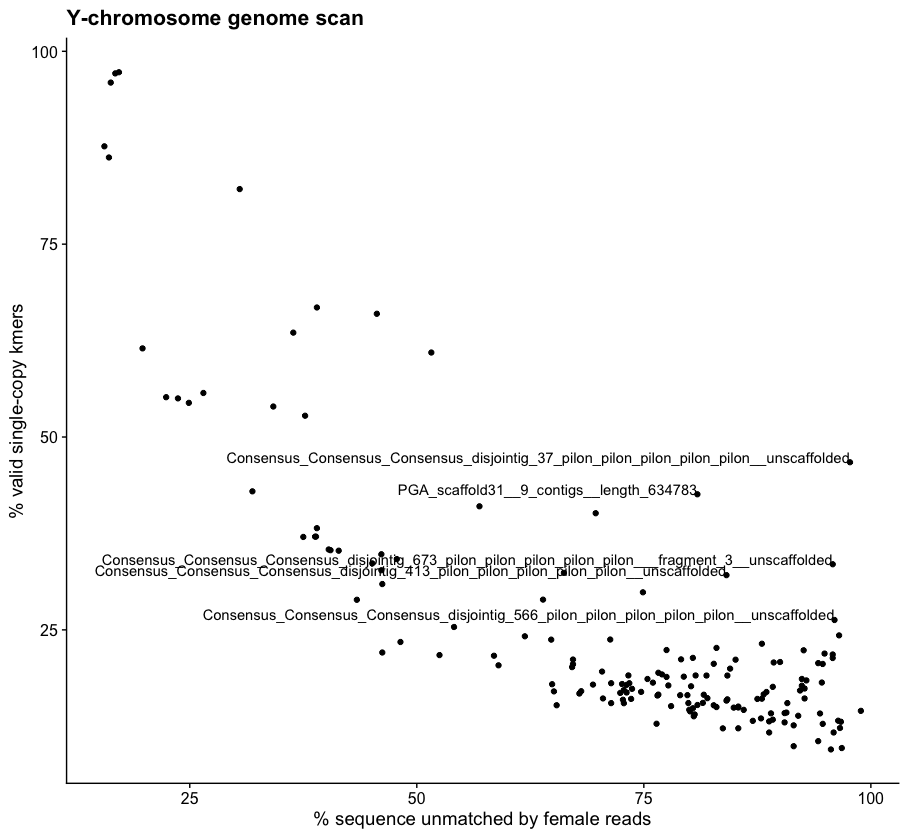 Y-chromosome genome scan
100
75
50
25
% valid single-copy kmers
Consensus_Consensus_Consensus_disjointig_37_pilon_pilon_pilon_pilon_pilon__unscaffolded
PGA_scaffold31__9_contigs__length_634783
Consensus_Consensus_Consensus_disjointig_673_pilon_pilon_pilon_pilon_pilon___fragment_3__unscaffolded
Consensus_Consensus_Consensus_disjointig_413_pilon_pilon_pilon_pilon_pilon__unscaffolded
Consensus_Consensus_Consensus_disjointig_566_pilon_pilon_pilon_pilon_pilon__unscaffolded
25
50
75
100
% sequence unmatched by female reads